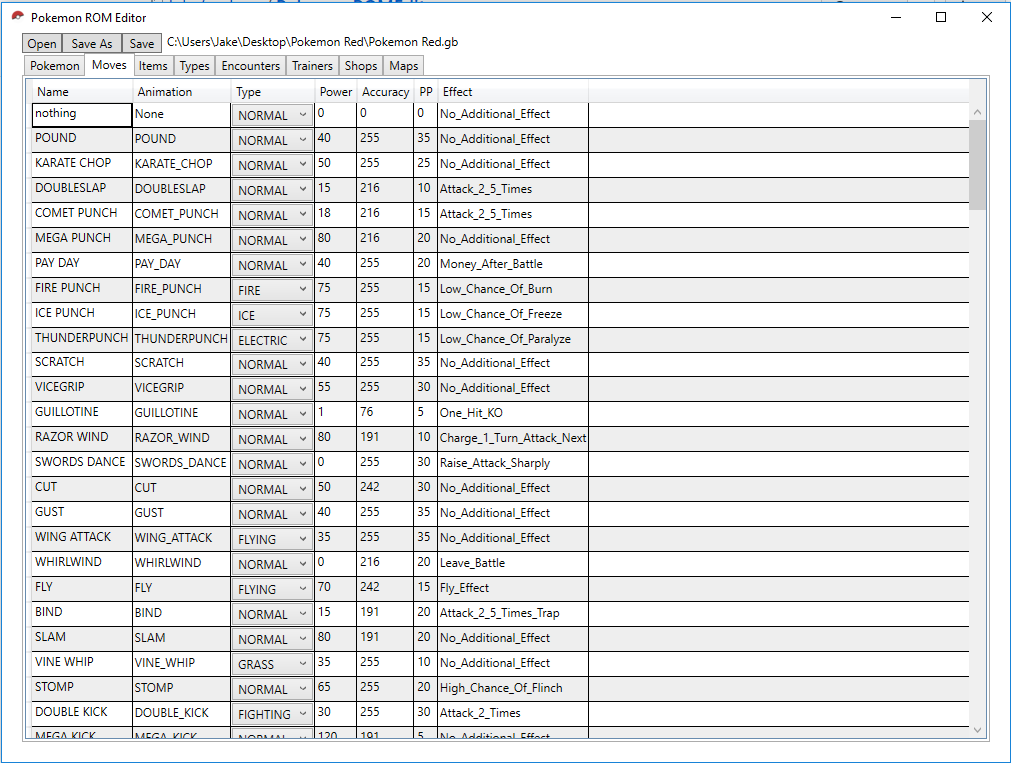 Pokemon ROM Editor
Open Save As Save C:\Users\Jake\Desktop\Pokemon Red\Pokemon Red.gb
Pokemon Moves Items Types Encounters Trainers Shops Maps
Name Animation Type Power Accuracy PP Effect
nothing None NORMAL 0 0 0 No_Additional_Effect
POUND POUND NORMAL 40 255 35 No_Additional_Effect
KARATE CHOP KARATE_CHOP NORMAL 50 255 25 No_Additional_Effect
DOUBLESLAP DOUBLESLAP NORMAL 15 216 10 Attack_2_5_Times
COMET PUNCH COMET_PUNCH NORMAL 18 216 15 Attack_2_5_Times
MEGA PUNCH MEGA_PUNCH NORMAL 80 216 20 No_Additional_Effect
PAY DAY PAY_DAY NORMAL 40 255 20 Money_After_Battle
FIRE PUNCH FIRE_PUNCH FIRE 75 255 15 Low_Chance_Of_Burn
ICE PUNCH ICE_PUNCH ICE 75 255 15 Low_Chance_Of_Freeze
THUNDERPUNCH THUNDERPUNCH ELECTRIC 75 255 15 Low_Chance_Of_Paralyze
SCRATCH SCRATCH NORMAL 40 255 35 No_Additional_Effect
VICEGRIP VICEGRIP NORMAL 55 255 30 No_Additional_Effect
GUILLOTINE GUILLOTINE NORMAL 1 76 5 One_Hit_KO
RAZOR WIND RAZOR_WIND NORMAL 80 191 10 Charge_1_Turn_Attack_Next
SWORDS DANCE SWORDS_DANCE NORMAL 0 255 30 Raise_Attack_Sharply
CUT CUT NORMAL 50 242 30 No_Additional_Effect
GUST GUST NORMAL 40 255 35 No_Additional_Effect
WING ATTACK WING_ATTACK FLYING 35 255 35 No_Additional_Effect
WHIRLWIND WHIRLWIND NORMAL 0 216 20 Leave_Battle
FLY FLY FLYING 70 242 15 Fly_Effect
BIND BIND NORMAL 15 191 20 Attack_2_5_Times_Trap
SLAM SLAM NORMAL 80 191 20 No_Additional_Effect
VINE WHIP VINE_WHIP GRASS 35 255 10 No_Additional_Effect
STOMP STOMP NORMAL 65 255 20 High_Chance_Of_Flinch
DOUBLE KICK DOUBLE_KICK FIGHTING 30 255 30 Attack_2_Times
MEGA KICK MEGA_KICK NORMAL 120 191 5 No_Additional_Effect